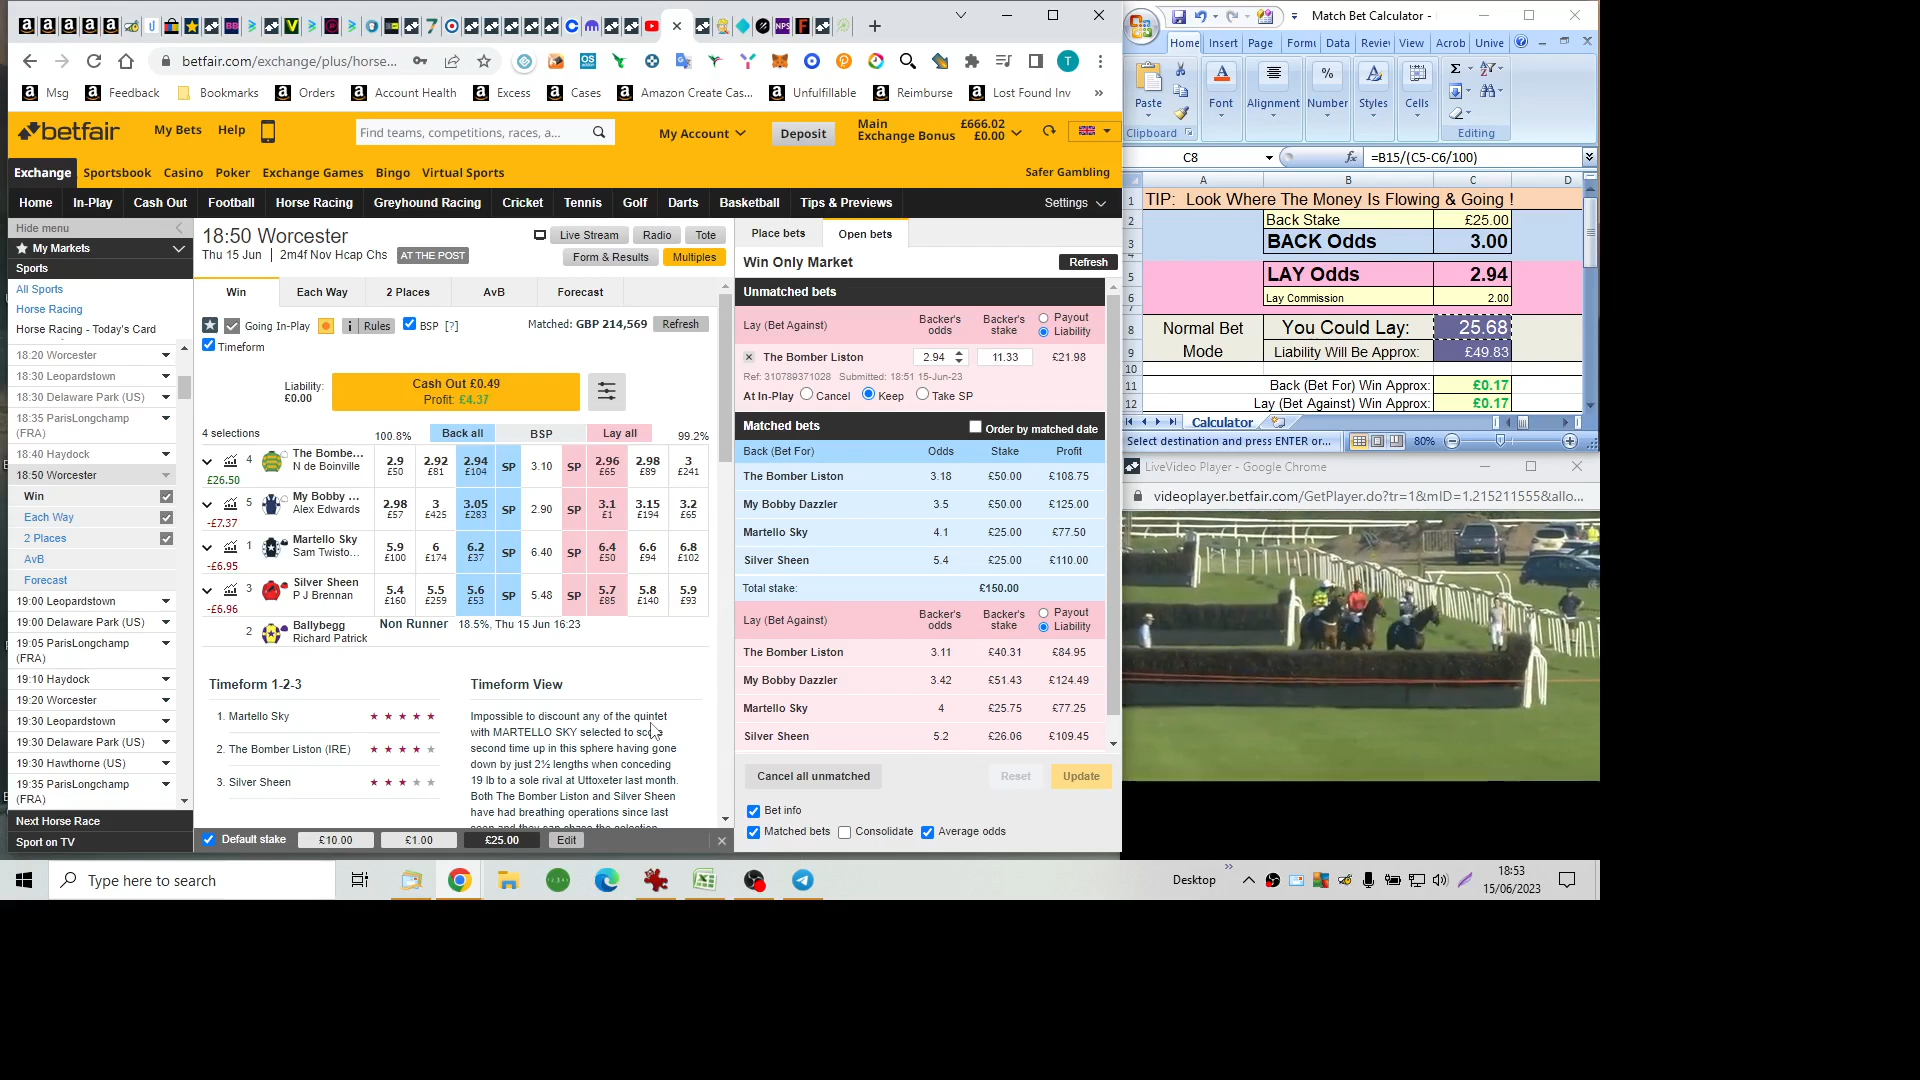 betfair.com/exchange/plus/horse...
Msg
Feedback
Bookmarks
Orders
Account Health
Excess
Cases
Amazon Create Cas...
Unfulfillable
Reimburse
Lost Found Inv
»
betfair
My Bets
Help
Find teams, competitions, races, a...
My Account
Deposit
Main £666.02
Exchange Bonus £0.00
Exchange Sportsbook Casino Poker Exchange Games Bingo Virtual Sports
Safer Gambling
Home In-Play Cash Out Football Horse Racing Greyhound Racing Cricket Tennis Golf Darts Basketball Tips & Previews
Settings
Hide menu
My Markets
Sports
All Sports
Horse Racing
Horse Racing - Today's Card
18:20 Worcester
18:30 Leopardstown
18:30 Delaware Park (US)
18:35 ParisLongchamp
(FRA)
18:40 Haydock
18:50 Worcester
Win
Each Way
2 Places
AvB
Forecast
19:00 Leopardstown
19:00 Delaware Park (US)
19:05 ParisLongchamp
(FRA)
19:10 Haydock
19:20 Worcester
19:30 Leopardstown
19:30 Delaware Park (US)
19:30 Hawthorne (US)
19:35 ParisLongchamp
(FRA)
Next Horse Race
Sport on TV
18:50 Worcester
Live Stream Radio Tote
Thu 15 Jun | 2m4f Nov Hcap Chs AT THE POST
Form & Results Multiples
Win Each Way 2 Places AvB Forecast
Going In-Play i Rules BSP [?]
Matched: GBP 214,569 Refresh
Timeform
Liability:
£0.00
Cash Out £0.49
Profit: £4.37
4 selections 100.8% Back all BSP Lay all 99.2%
4 The Bombe... 2.9 2.92 2.94 SP 3.10 SP 2.96 2.98 3
N de Boinville £50 £81 £104 £65 £89 £241
£26.50
5 My Bobby ... 2.98 3 3.05 SP 2.90 SP 3.1 3.15 3.2
Alex Edwards £57 £425 £283 £1 £194 £65
-£7.37
1 Martello Sky 5.9 6 6.2 SP 6.40 SP 6.4 6.6 6.8
Sam Twisto... £100 £174 £37 £50 £94 £102
-£6.95
3 Silver Sheen 5.4 5.5 5.6 SP 5.48 SP 5.7 5.8 5.9
P J Brennan £160 £259 £53 £85 £140 £93
-£6.96
2 Ballybegg Non Runner 18.5%, Thu 15 Jun 16:23
Richard Patrick
Timeform 1-2-3
1. Martello Sky
2. The Bomber Liston (IRE)
3. Silver Sheen
Timeform View
Impossible to discount any of the quintet
with MARTELLO SKY selected to score
second time up in this sphere having gone
down by just 2½ lengths when conceding
19 lb to a sole rival at Uttoxeter last month.
Both The Bomber Liston and Silver Sheen
have had breathing operations since last
seen and they can chase the selection
Default stake £10.00 £1.00 £25.00 Edit
Place bets Open bets
Win Only Market Refresh
Unmatched bets
Lay (Bet Against) Backer's odds Backer's stake Payout Liability
The Bomber Liston 2.94 11.33 £21.98
Ref: 310789371028 Submitted: 18:51 15-Jun-23
At In-Play Cancel Keep Take SP
Matched bets Order by matched date
Back (Bet For) Odds Stake Profit
The Bomber Liston 3.18 £50.00 £108.75
My Bobby Dazzler 3.5 £50.00 £125.00
Martello Sky 4.1 £25.00 £77.50
Silver Sheen 5.4 £25.00 £110.00
Total stake: £150.00
Lay (Bet Against) Backer's odds Backer's stake Payout Liability
The Bomber Liston 3.11 £40.31 £84.95
My Bobby Dazzler 3.42 £51.43 £124.49
Martello Sky 4 £25.75 £77.25
Silver Sheen 5.2 £26.06 £109.45
Cancel all unmatched Reset Update
Bet info
Matched bets Consolidate Average odds
Match Bet Calculator -
Home Insert Page Formu Data Review View Acrob Unive
Paste Font Alignment Number Styles Cells
Clipboard Editing
C8 fx =B15/(C5-C6/100)
A B C D
1 TIP: Look Where The Money Is Flowing & Going !
2 Back Stake £25.00
3 BACK Odds 3.00
5 LAY Odds 2.94
6 Lay Commission 2.00
8 Normal Bet You Could Lay: 25.68
9 Mode Liability Will Be Approx: £49.83
10
11 Back (Bet For) Win Approx: £0.17
12 Lay (Bet Against) Win Approx: £0.17
Calculator
Select destination and press ENTER or... 80%
LiveVideo Player - Google Chrome
videoplayer.betfair.com/GetPlayer.do?tr=1&mID=1.215211555&allo...
Type here to search
Desktop
18:53
15/06/2023